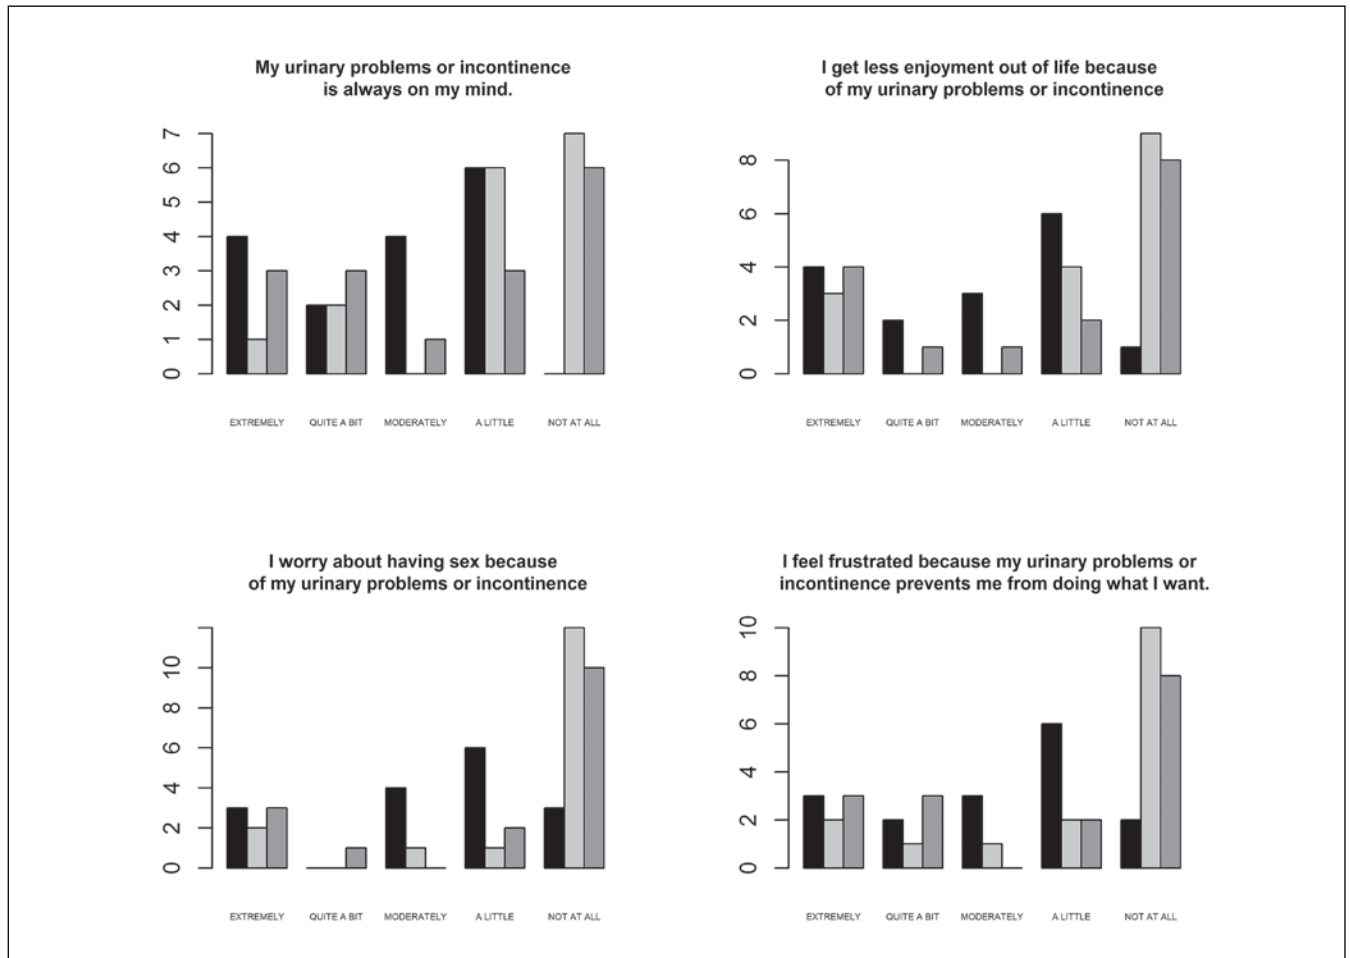 My urinary problems or incontinence
is always on my mind.
7
6
5
4
3
2
1
0
EXTREMELY QUITE A BIT MODERATELY A LITTLE NOT AT ALL
I get less enjoyment out of life because
of my urinary problems or incontinence
8
6
4
2
0
EXTREMELY QUITE A BIT MODERATELY A LITTLE NOT AT ALL
I worry about having sex because
of my urinary problems or incontinence
10
8
6
4
2
0
EXTREMELY QUITE A BIT MODERATELY A LITTLE NOT AT ALL
I feel frustrated because my urinary problems or
incontinence prevents me from doing what I want.
10
8
6
4
2
0
EXTREMELY QUITE A BIT MODERATELY A LITTLE NOT AT ALL